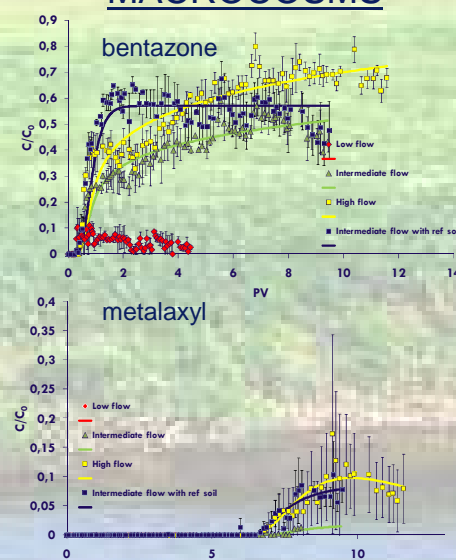 MACROCOSMS
bentazone
0,9
0,8
0,7
0,6
0,5
0,4
0,3
0,2
0,1
0
C/C0
0 2 4 6 8 10 12 14
PV
Low flow
Intermediate flow
High flow
Intermediate flow with ref soil
metalaxyl
0,4
0,35
0,3
0,25
0,2
0,15
0,1
0,05
0
C/C0
0 5 10
Low flow
Intermediate flow
High flow
Intermediate flow with ref soil